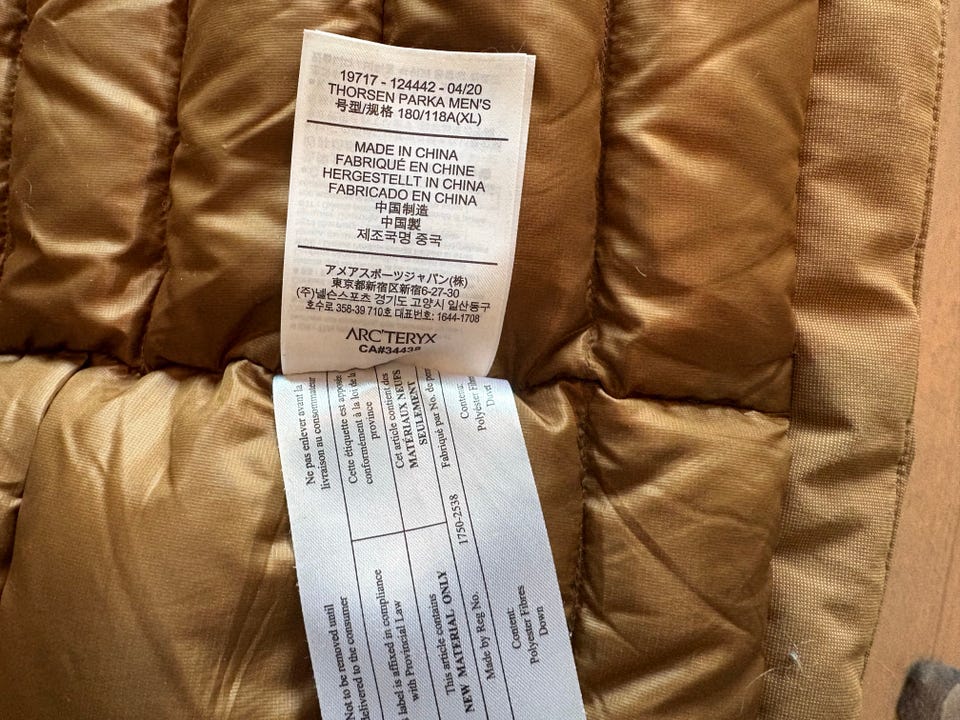 19717 - 124442 - 04/20
THORSEN PARKA MEN'S
号型/规格 180/118A(XL)
MADE IN CHINA
FABRIQUÉ EN CHINE
HERGESTELLT IN CHINA
FABRICADO EN CHINA
中国制造
中国製
제조국명 중국
アメアスポーツジャパン(株)
東京都新宿区新宿6-27-30
(주)넬슨스포츠 경기도 고양시 일산동구
호수로 358-39 710호 대표번호: 1644-1708
ARC'TERYX
CA#34438
Ne pas enlever avant la
livraison au consommateur
Cette étiquette est apposée
conformément à la loi de la
province
Cet article contient des
MATÉRIAUX NEUFS
SEULEMENT
Fabriqué par No. de
1750-2538
Contenu:
Polyéster
Down
Not to be removed until
delivered to the consumer
label is affixed in compliance
with Provincial Law
This article contains
NEW MATERIAL ONLY
Made by Reg No.
Content:
Polyester Fibres
Down